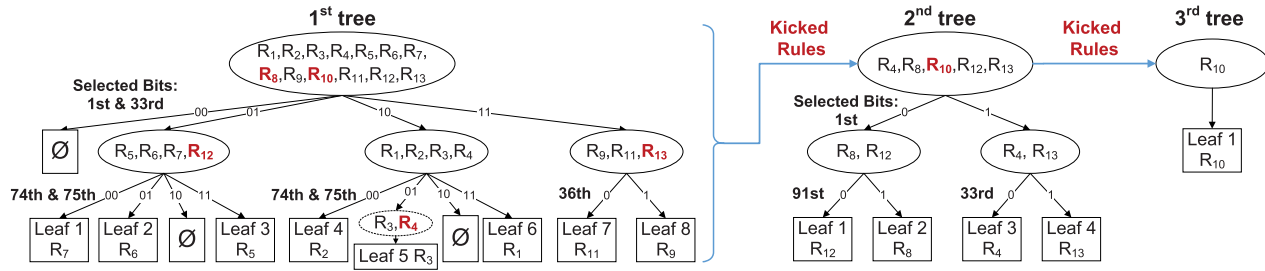 1st tree
R1,R2,R3,R4,R5,R6,R7,
R8,R9,R10,R11,R12,R13
Selected Bits:
1st & 33rd
00
01
10
11
Ø
R5,R6,R7,R12
R1,R2,R3,R4
R9,R11,R13
74th & 75th
00
01
10
11
74th & 75th
00
01
10
11
36th
0
1
Leaf 1
R7
Leaf 2
R6
Ø
Leaf 3
R5
Leaf 4
R2
R3,R4
Leaf 5 R3
Ø
Leaf 6
R1
Leaf 7
R11
Leaf 8
R9
Kicked
Rules
2nd tree
R4,R8,R10,R12,R13
Selected Bits:
1st
0
1
R8, R12
R4, R13
91st
0
1
33rd
0
1
Leaf 1
R12
Leaf 2
R8
Leaf 3
R4
Leaf 4
R13
Kicked
Rules
3rd tree
R10
Leaf 1
R10